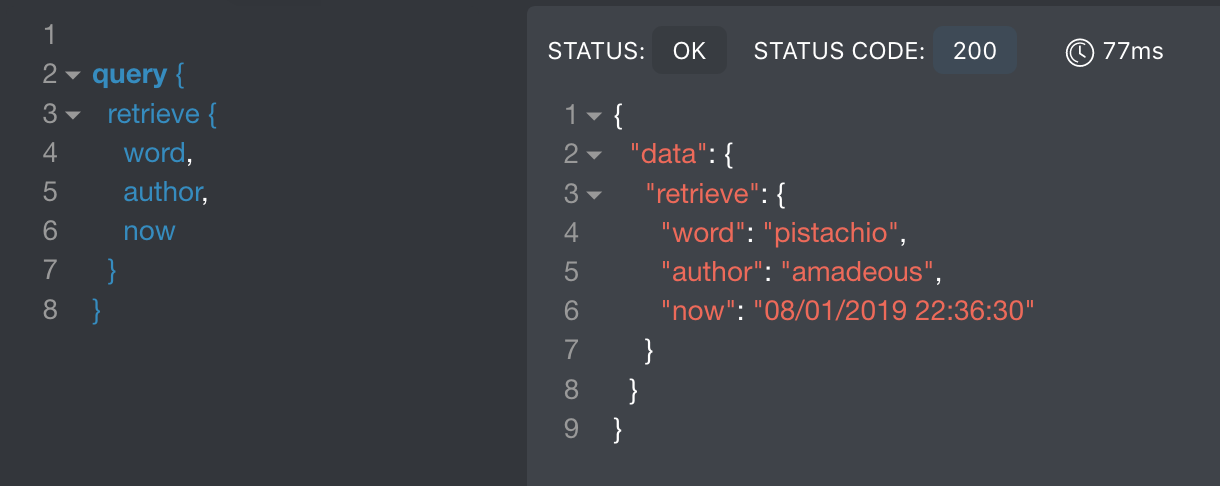 1
2 query {
3 retrieve {
4 word,
5 author,
6 now
7 }
8 }
STATUS: OK STATUS CODE: 200 77ms
1 {
2 "data": {
3 "retrieve": {
4 "word": "pistachio",
5 "author": "amadeous",
6 "now": "08/01/2019 22:36:30"
7 }
8 }
9 }